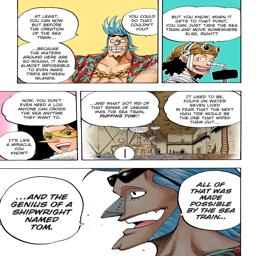 AT LEAST,
YOU CAN NOW.
BUT BEFORE
THE CREATION
OF THE SEA
TRAIN...
YOU COULD
DO THAT,
COULDN'T
YOU?
...BECAUSE
THE WATERS
AROUND HERE ARE
SO ROUGH, IT WAS
MOST IMPOSSIBLE
TO EVEN MAKE
TRIPS BETWEEN
ISLANDS.
BUT YOU KNOW, WHEN IT
GETS TO THAT POINT,
YOU CAN JUST TAKE THE SEA
TRAIN AND MOVE SOMEWHERE
ELSE, RIGHT?
IT USED TO BE,
FOLKS ON WATER
SEVEN LIVED
IN FEAR THAT THE NEXT
HIGH TIDE WOULD BE
THE ONE THAT WIPED
THEM OUT...
...AND WHAT GOT RID OF
THAT SENSE OF UNEASE
WAS THE SEA TRAIN,
PUFFING TOM!
NOW, YOU DON'T
EVEN NEED A LOG.
ANYONE CAN CROSS
THE SEA ANYTIME
THEY WANT.
IT'S LIKE
A MIRACLE,
YOU
KNOW?
ALL OF
THAT WAS
MADE
POSSIBLE
BY THE SEA
TRAIN...
...AND THE
GENIUS OF A
SHIPWRIGHT
NAMED
TOM.